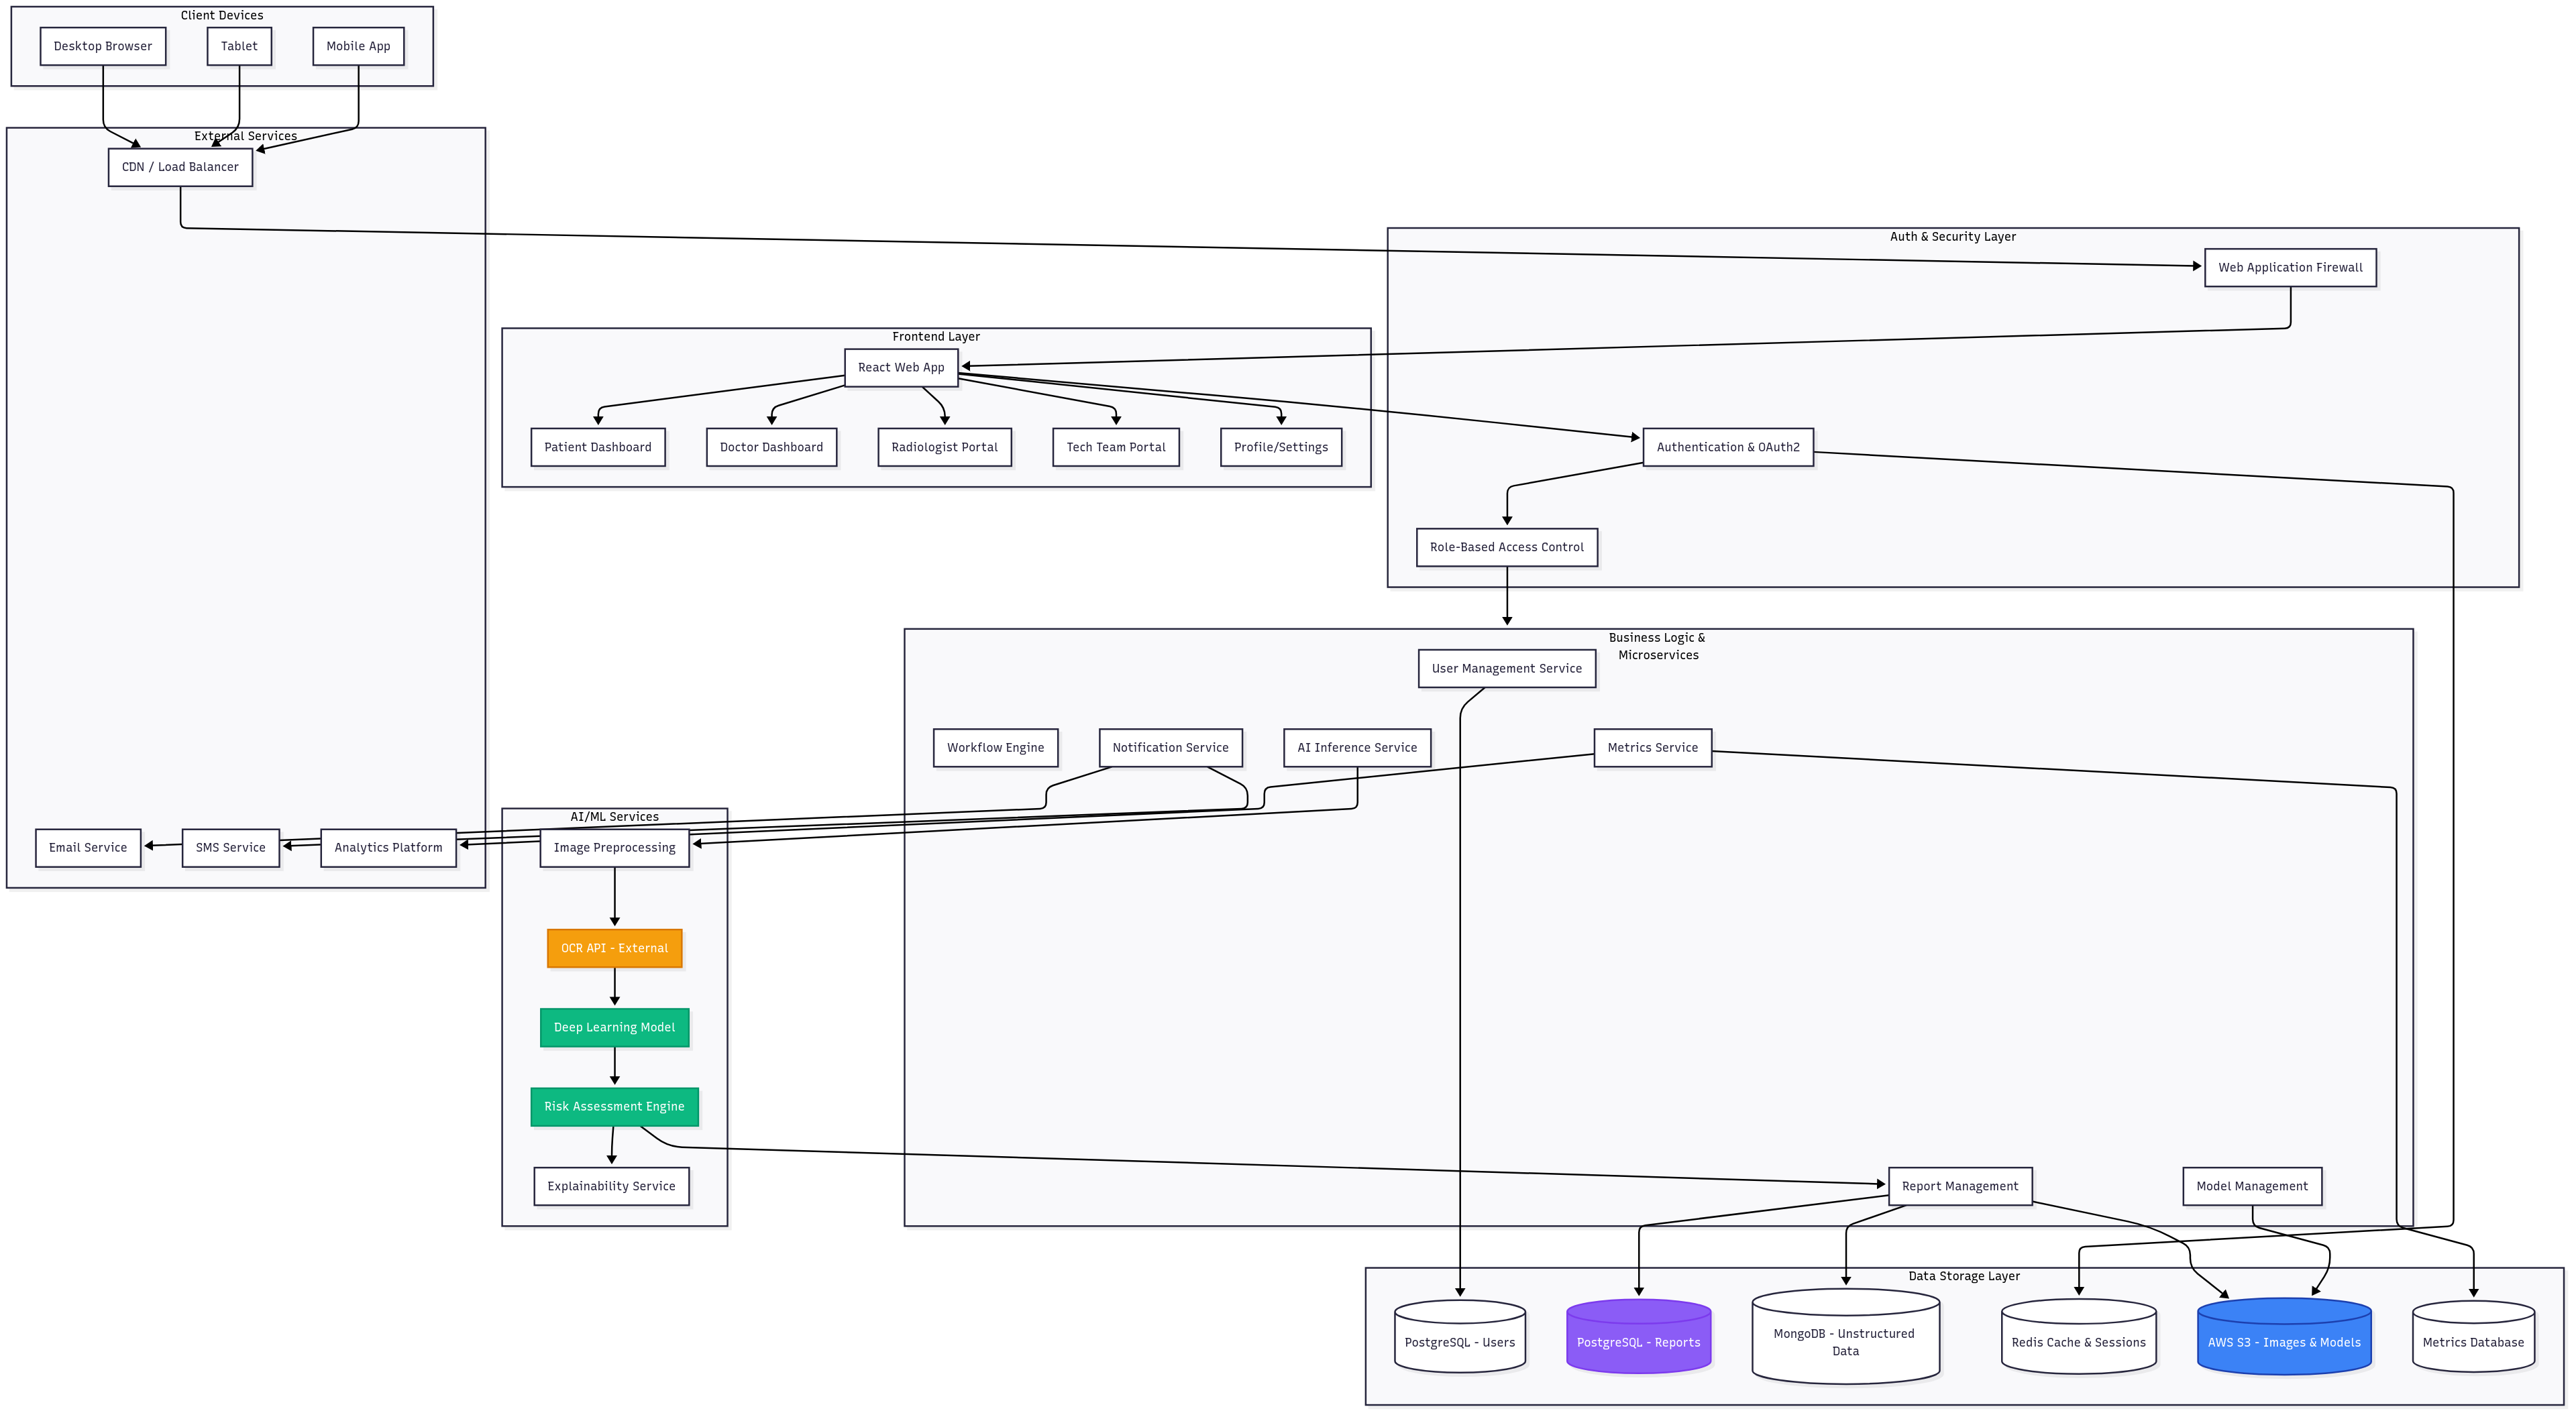 Client Devices
Desktop Browser
Tablet
Mobile App
External Services
CDN / Load Balancer
Auth & Security Layer
Web Application Firewall
Frontend Layer
React Web App
Patient Dashboard
Doctor Dashboard
Radiologist Portal
Tech Team Portal
Profile/Settings
Authentication & OAuth2
Role-Based Access Control
Business Logic &
Microservices
User Management Service
Workflow Engine
Notification Service
AI Inference Service
Metrics Service
AI/ML Services
Email Service
SMS Service
Analytics Platform
Image Preprocessing
OCR API - External
Deep Learning Model
Risk Assessment Engine
Explainability Service
Report Management
Model Management
Data Storage Layer
PostgreSQL - Users
PostgreSQL - Reports
MongoDB - Unstructured
Data
Redis Cache & Sessions
AWS S3 - Images & Models
Metrics Database